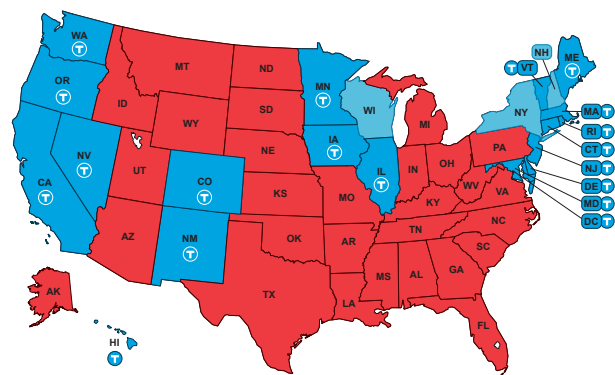 WA
T
OR
T
CA
T
NV
T
ID
MT
WY
UT
AZ
CO
T
NM
T
ND
SD
NE
KS
OK
TX
MN
T
IA
T
MO
AR
LA
WI
IL
T
MI
IN
OH
KY
TN
MS
AL
GA
FL
SC
NC
VA
WV
PA
NY
T VT
NH
ME
T
MA T
RI T
CT T
NJ T
DE T
MD T
DC T
AK
HI
T